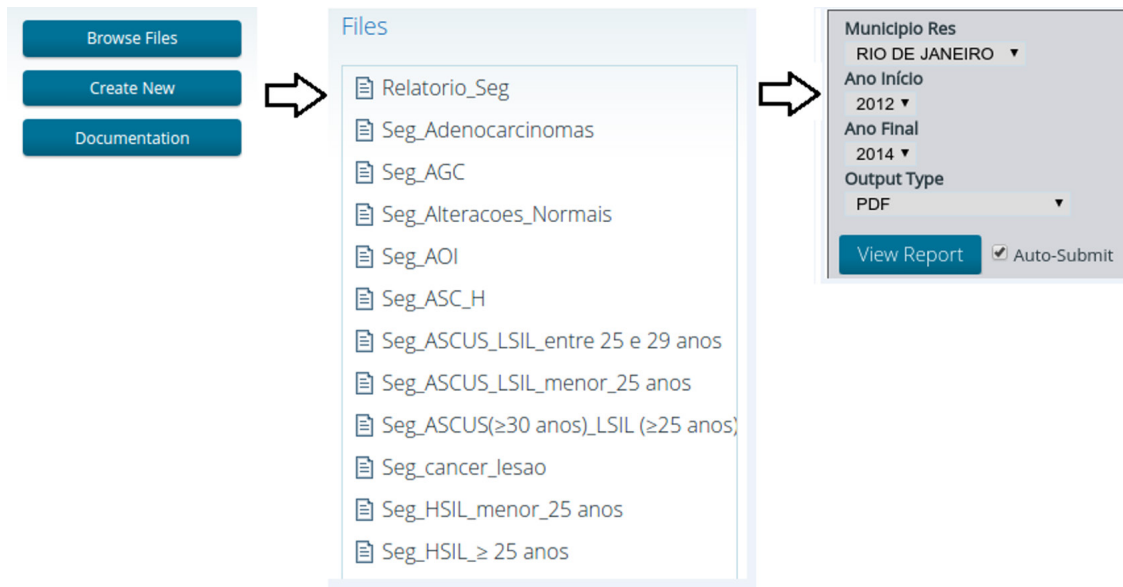 Browse Files
Create New
Documentation
Files
Relatorio_Seg
Seg_Adenocarcinomas
Seg_AGC
Seg_Alteracoes_Normais
Seg_AOI
Seg_ASC_H
Seg_ASCUS_LSIL_entre 25 e 29 anos
Seg_ASCUS_LSIL_menor_25 anos
Seg_ASCUS(≥30 anos)_LSIL (≥25 anos)
Seg_cancer_lesao
Seg_HSIL_menor_25 anos
Seg_HSIL_≥ 25 anos
Municipio Res
RIO DE JANEIRO
Ano Início
2012
Ano Final
2014
Output Type
PDF
View Report
Auto-Submit